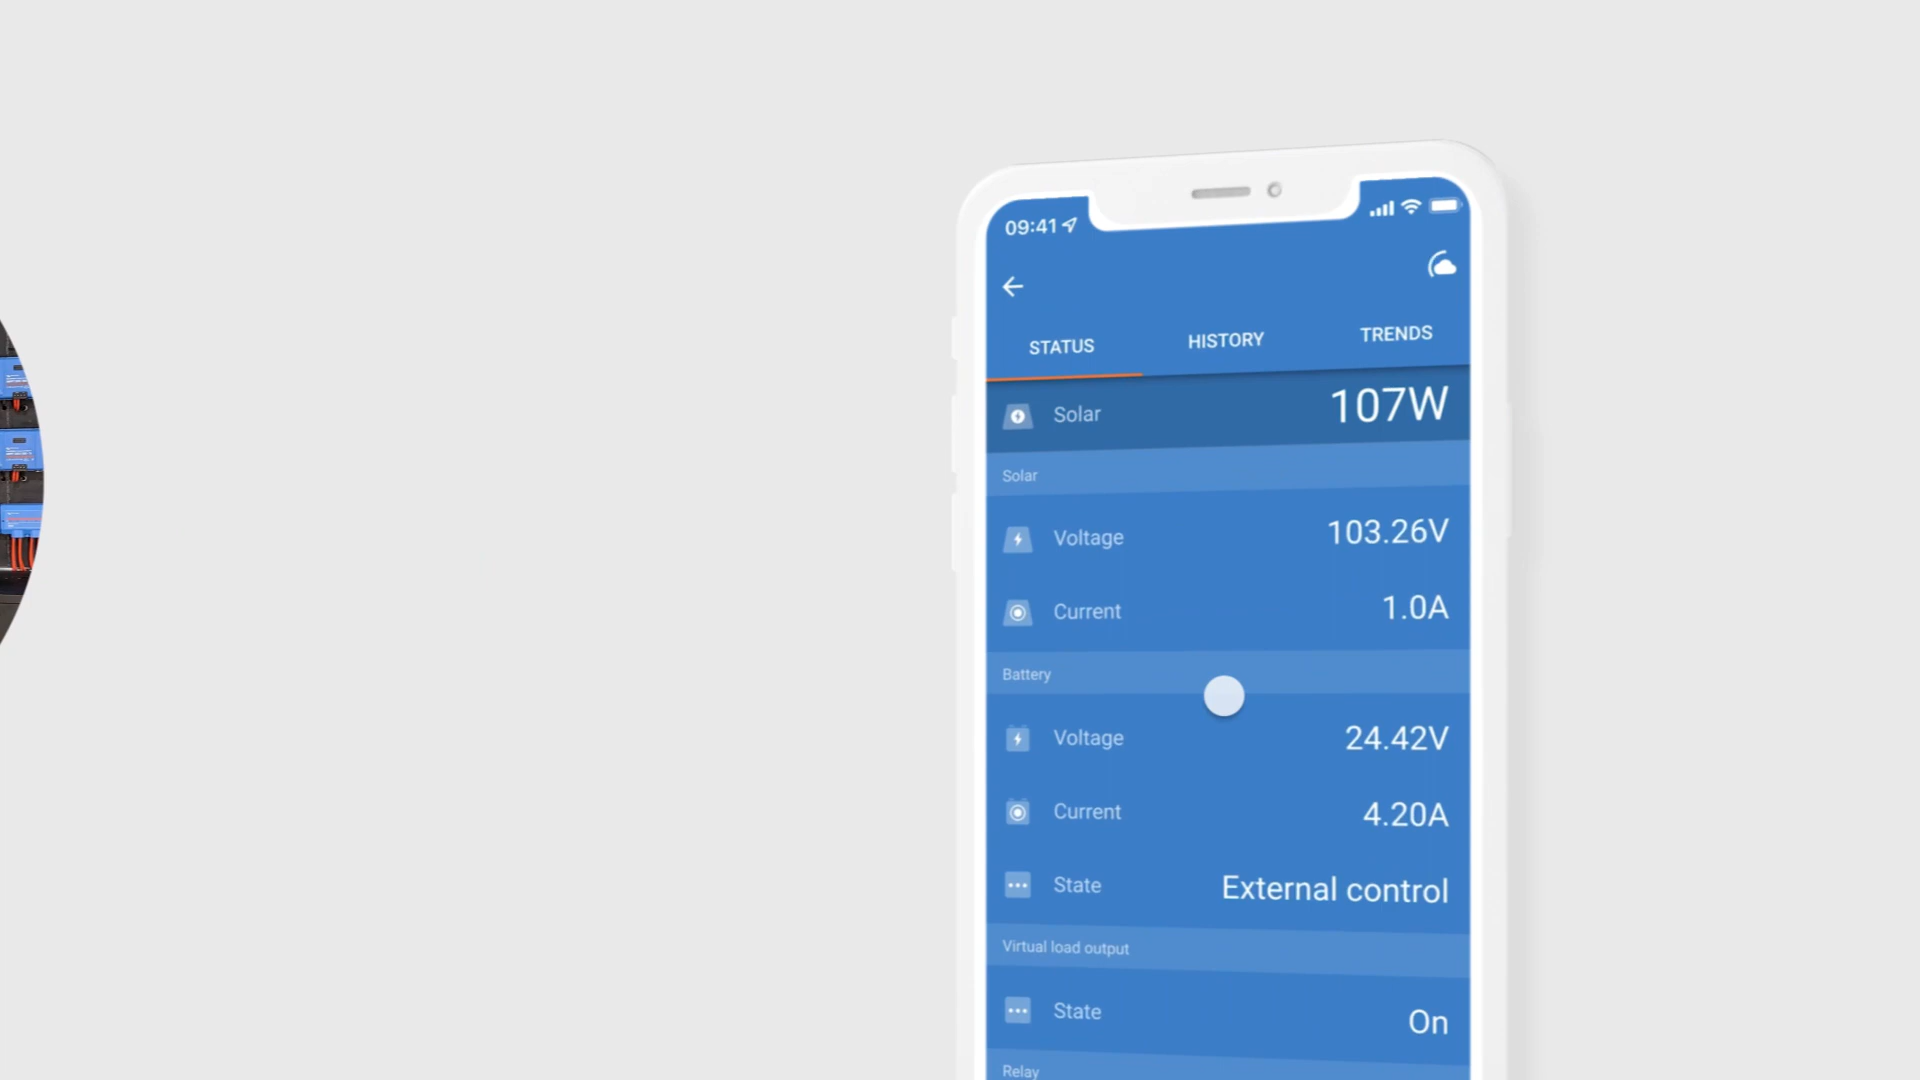 09:41
STATUS HISTORY TRENDS
Solar 107W
Solar
Voltage 103.26V
Current 1.0A
Battery
Voltage 24.42V
Current 4.20A
State External control
Virtual load output
State On
Relay